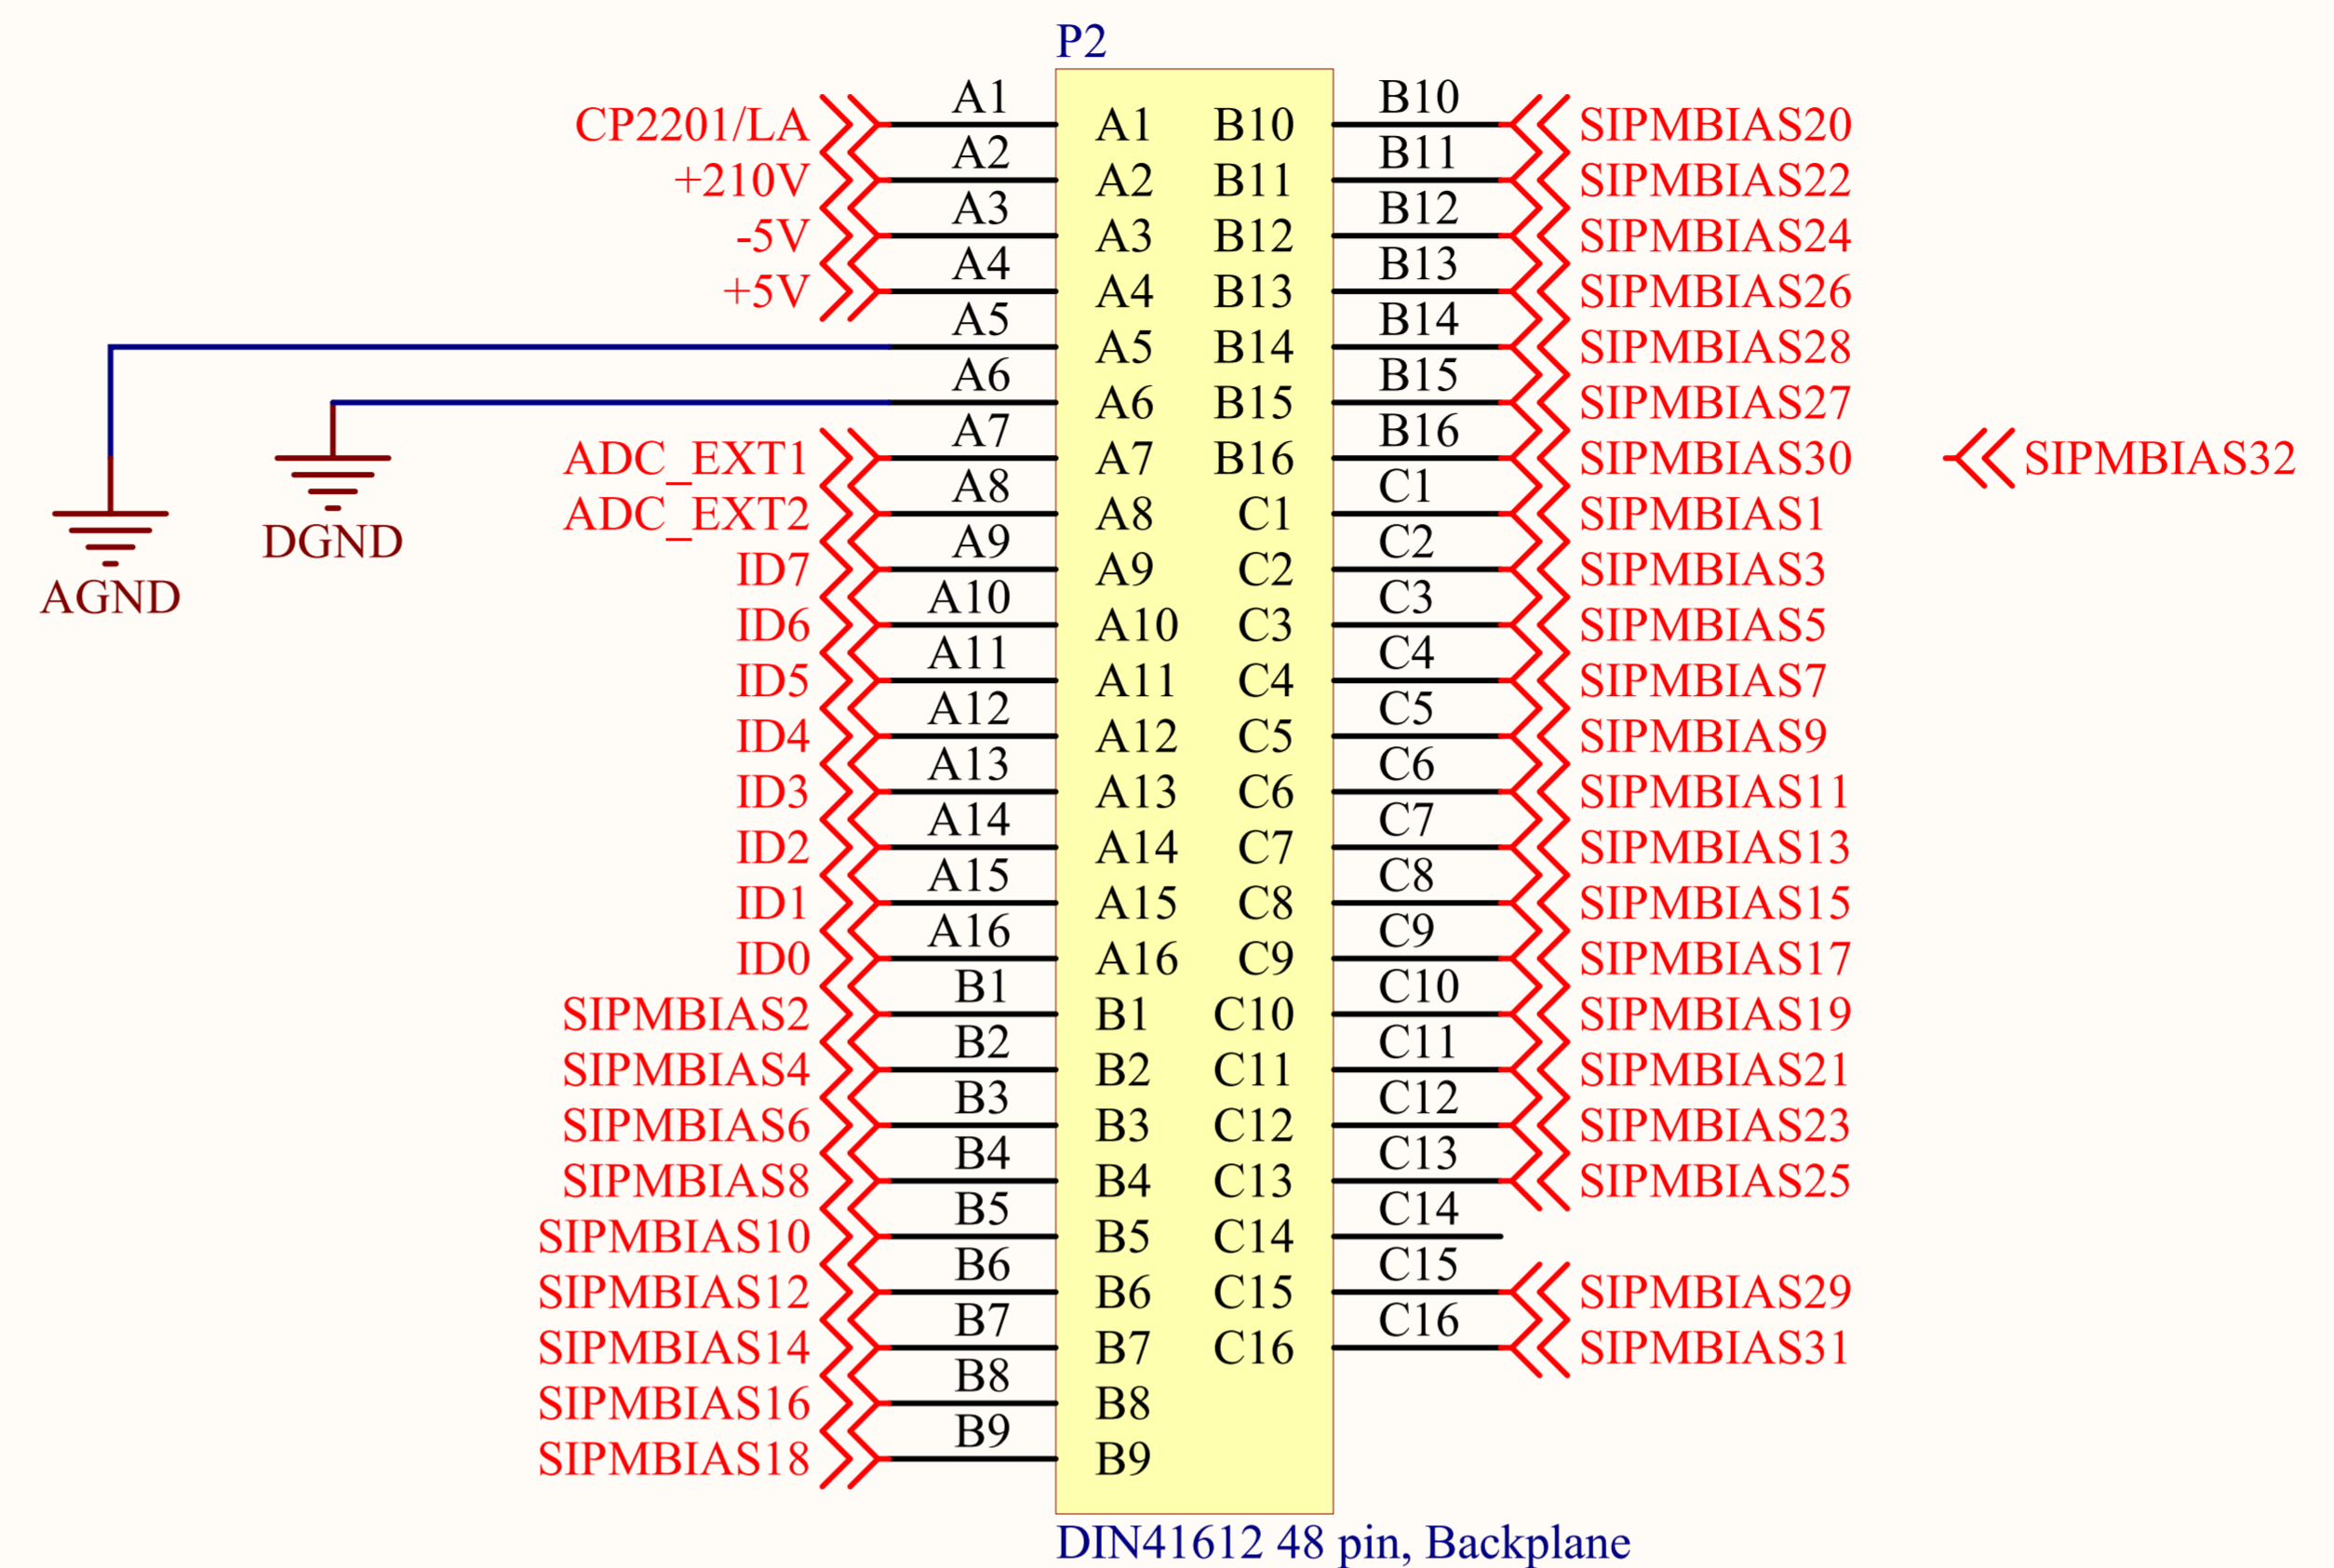 P2
CP2201/LA A1 A1 B10 B10 SIPMBIAS20
+210V A2 A2 B11 B11 SIPMBIAS22
-5V A3 A3 B12 B12 SIPMBIAS24
+5V A4 A4 B13 B13 SIPMBIAS26
A5 A5 B14 B14 SIPMBIAS28
A6 A6 B15 B15 SIPMBIAS27
ADC_EXT1 A7 A7 B16 B16 SIPMBIAS30 SIPMBIAS32
ADC_EXT2 A8 A8 C1 C1 SIPMBIAS1
DGND
ID7 A9 A9 C2 C2 SIPMBIAS3
AGND
ID6 A10 A10 C3 C3 SIPMBIAS5
ID5 A11 A11 C4 C4 SIPMBIAS7
ID4 A12 A12 C5 C5 SIPMBIAS9
ID3 A13 A13 C6 C6 SIPMBIAS11
ID2 A14 A14 C7 C7 SIPMBIAS13
ID1 A15 A15 C8 C8 SIPMBIAS15
ID0 A16 A16 C9 C9 SIPMBIAS17
SIPMBIAS2 B1 B1 C10 C10 SIPMBIAS19
SIPMBIAS4 B2 B2 C11 C11 SIPMBIAS21
SIPMBIAS6 B3 B3 C12 C12 SIPMBIAS23
SIPMBIAS8 B4 B4 C13 C13 SIPMBIAS25
SIPMBIAS10 B5 B5 C14 C14
SIPMBIAS12 B6 B6 C15 C15 SIPMBIAS29
SIPMBIAS14 B7 B7 C16 C16 SIPMBIAS31
SIPMBIAS16 B8 B8
SIPMBIAS18 B9 B9
DIN41612 48 pin, Backplane